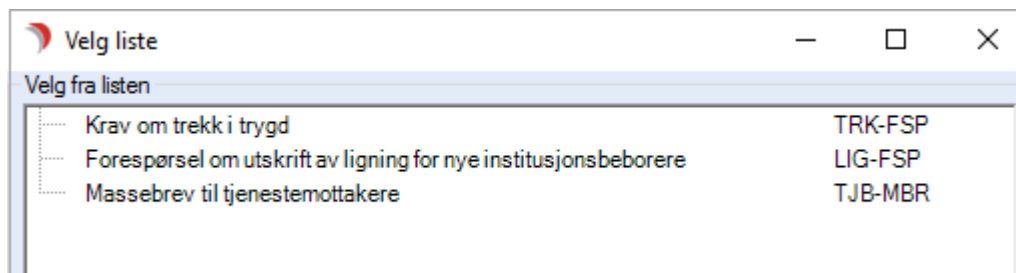 Velg liste
Velg fra listen
Krav om trekk i trygd TRK-FSP
Forespørsel om utskrift av ligning for nye institusjonsbeborere LIG-FSP
Massebrev til tjenestemottakere TJB-MBR